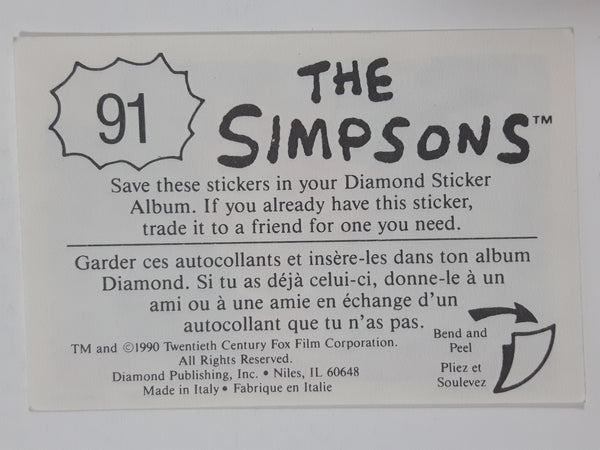 91
THE
SIMPSONS™
Save these stickers in your Diamond Sticker
Album. If you already have this sticker,
trade it to a friend for one you need.
Garder ces autocollants et insère-les dans ton album
Diamond. Si tu as déjà celui-ci, donne-le à un
ami ou à une amie en échange d'un
autocollant que tu n'as pas.
TM and ©1990 Twentieth Century Fox Film Corporation.
All Rights Reserved.
Diamond Publishing, Inc. • Niles, IL 60648
Made in Italy • Fabrique en Italie
Bend and
Peel
Pliez et
Soulevez